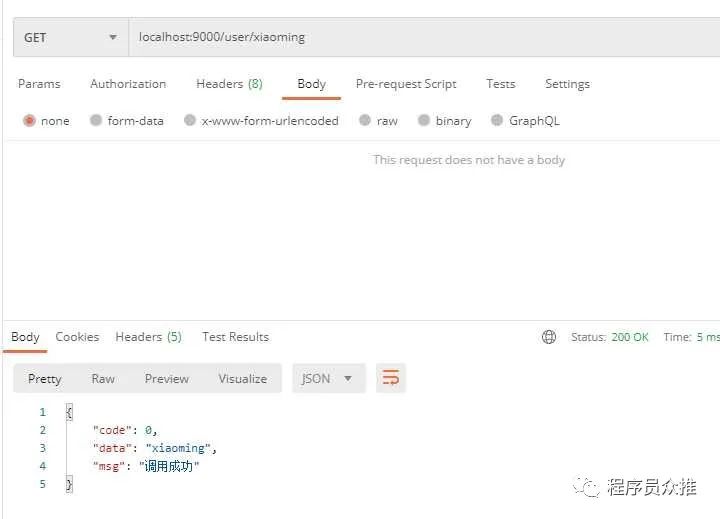 GET localhost:9000/user/xiaoming
Params Authorization Headers (8) Body Pre-request Script Tests Settings
none form-data x-www-form-urlencoded raw binary GraphQL
This request does not have a body
Body Cookies Headers (5) Test Results Status: 200 OK Time: 5 ms
Pretty Raw Preview Visualize JSON
1 {
2 "code": 0,
3 "data": "xiaoming",
4 "msg": "调用成功"
5 }
程序员众推